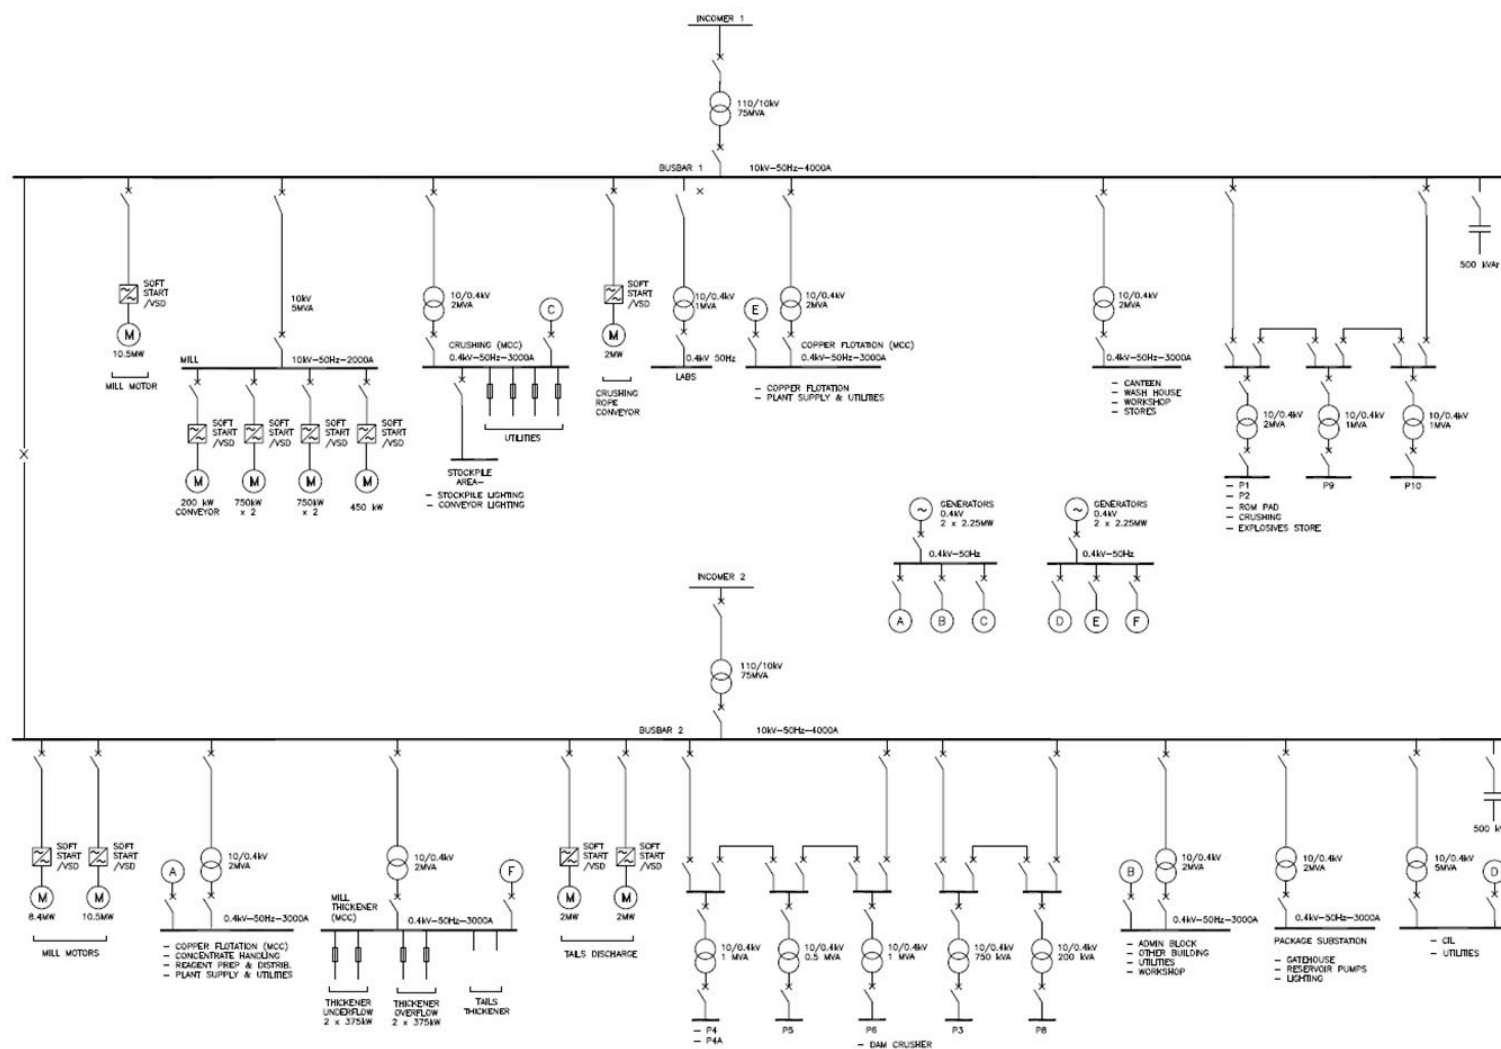 INCOMER 1
110/10kV
75MVA
BUSBAR 1
10kV-50Hz-4000A
SOFT
START
/VSD
M
10.5MW
MILL MOTOR
10kV
5MVA
MILL
10kV-50Hz-2000A
SOFT
START
/VSD
SOFT
START
/VSD
SOFT
START
/VSD
SOFT
START
/VSD
M
M
M
M
200 kW
CONVEYOR
750kW
x 2
750kW
x 2
450 kW
10/0.4kV
2MVA
C
CRUSHING (MCC)
0.4kV-50Hz-3000A
UTILITIES
STOCKPILE
AREA-
- STOCKPILE LIGHTING
- CONVEYOR LIGHTING
SOFT
START
/VSD
M
2MW
CRUSHING
ROPE
CONVEYOR
10/0.4kV
1MVA
0.4kV 50Hz
LABS
E
10/0.4kV
2MVA
COPPER FLOTATION (MCC)
0.4kV-50Hz-3000A
- COPPER FLOTATION
- PLANT SUPPLY & UTILITIES
10/0.4kV
2MVA
0.4kV-50Hz-3000A
- CANTEEN
- WASH HOUSE
- WORKSHOP
- STORES
10/0.4kV
2MVA
10/0.4kV
1MVA
10/0.4kV
1MVA
- P1
- P2
- ROM PAD
- CRUSHING
- EXPLOSIVES STORE
P9
P10
500 kVAr
GENERATORS
0.4kV
2 x 2.25MW
0.4kV-50Hz
A
B
C
GENERATORS
0.4kV
2 x 2.25MW
0.4kV-50Hz
D
E
F
INCOMER 2
110/10kV
75MVA
BUSBAR 2
10kV-50Hz-4000A
SOFT
START
/VSD
SOFT
START
/VSD
M
M
8.4MW
10.5MW
MILL MOTORS
A
10/0.4kV
2MVA
0.4kV-50Hz-3000A
- COPPER FLOTATION (MCC)
- CONCENTRATE HANDLING
- REAGENT PREP & DISTRIB.
- PLANT SUPPLY & UTILITIES
10/0.4kV
2MVA
F
MILL
THICKENER
(MCC)
0.4kV-50Hz-3000A
THICKENER
UNDERFLOW
2 x 375kW
THICKENER
OVERFLOW
2 x 375kW
TAILS
THICKENER
SOFT
START
/VSD
SOFT
START
/VSD
M
M
2MW
2MW
TAILS DISCHARGE
10/0.4kV
1 MVA
10/0.4kV
0.5 MVA
10/0.4kV
1 MVA
10/0.4kV
750 kVA
10/0.4kV
200 kVA
- P4
- P4A
P5
P6
- DAM CRUSHER
P3
P8
B
10/0.4kV
2MVA
0.4kV-50Hz-3000A
- ADMIN BLOCK
- OTHER BUILDING
- UTILITIES
- WORKSHOP
10/0.4kV
2MVA
0.4kV-50Hz-3000A
PACKAGE SUBSTATION
- GATEHOUSE
- RESERVOIR PUMPS
- LIGHTING
10/0.4kV
5MVA
D
- CIL
- UTILITIES
500 kV